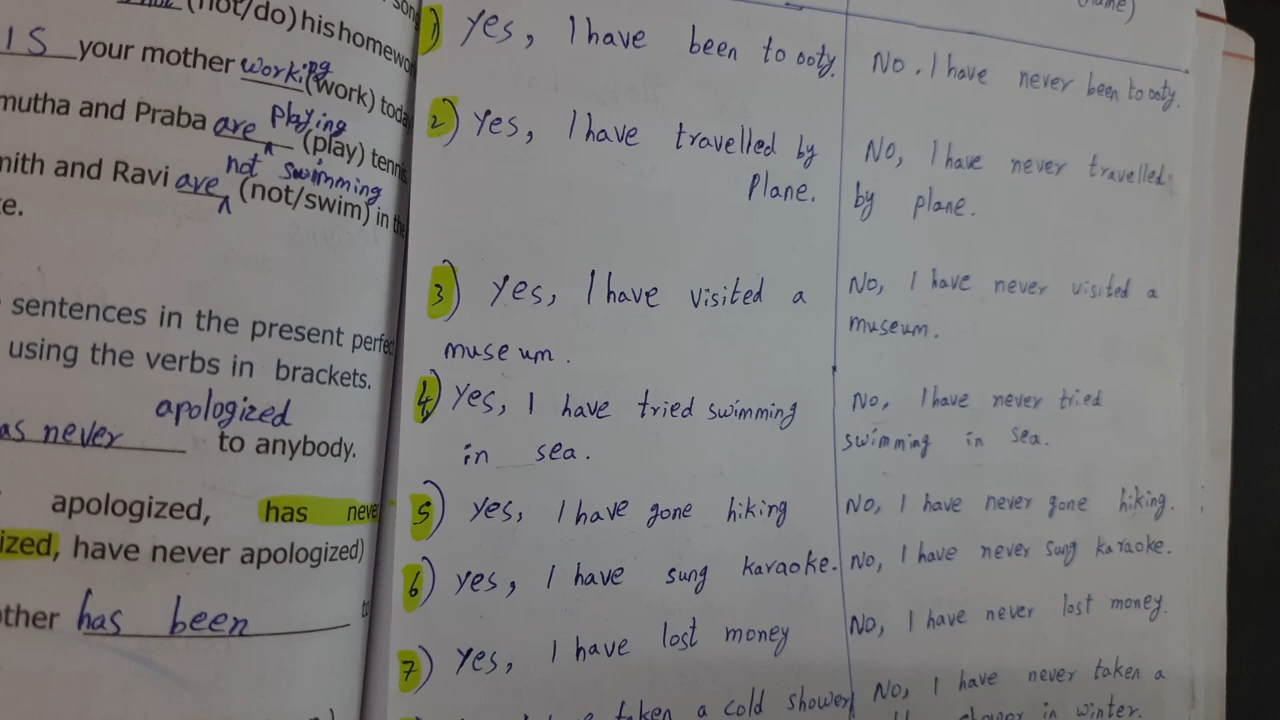 (not/do) his homewor
is your mother working (work) toda
mutha and Praba are playing (play) tennis
mith and Ravi are not swimming (not/swim) in the
sentences in the present perfec
using the verbs in brackets.
as never apologized to anybody.
apologized, has never
ized, have never apologized)
other has been to
(name)
1) Yes, I have been to ooty.
No. I have never been to ooty.
2) Yes, I have travelled by
Plane.
No, I have never travelled
by plane.
3) Yes, I have visited a
museum.
No, I have never visited a
museum.
4) Yes, I have tried swimming
in sea.
No, I have never tried
swimming in sea.
5) Yes, I have gone hiking
No, I have never gone hiking.
6) Yes, I have sung karaoke.
No, I have never sung karaoke.
7) Yes, I have lost money
No, I have never lost money.
taken a cold shower
No, I have never taken a
shower in winter.